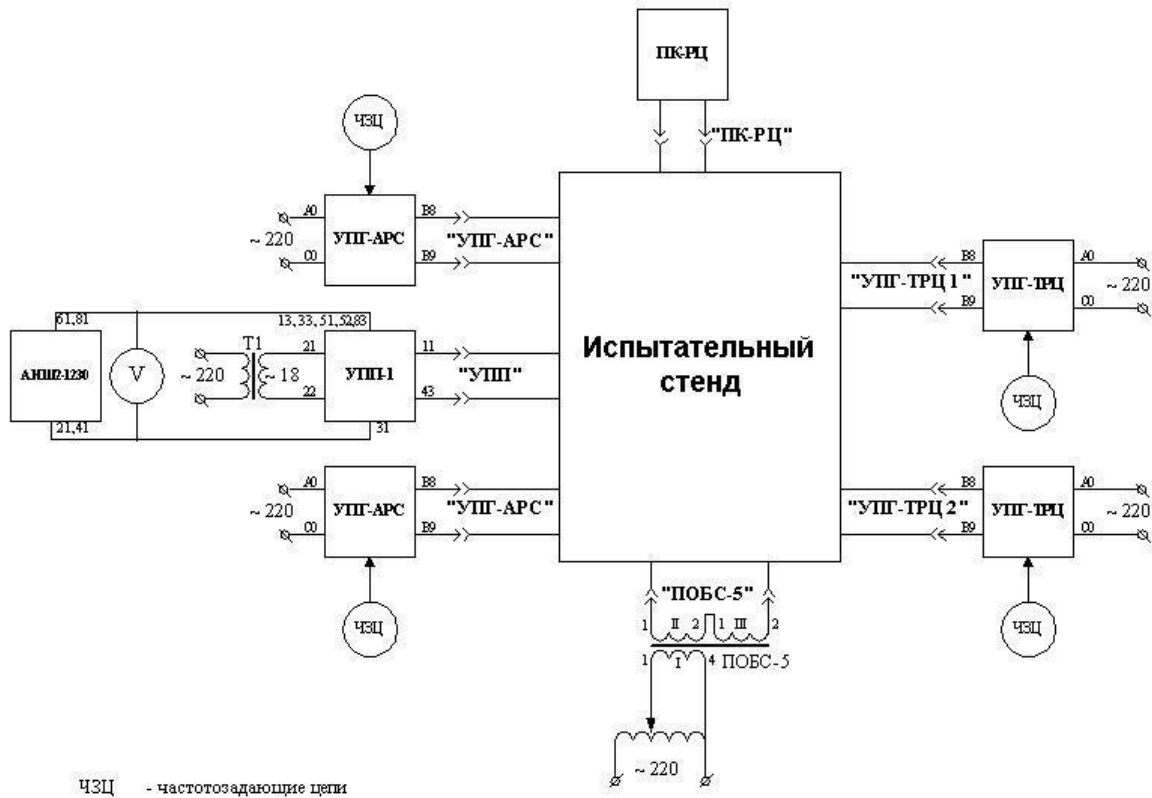 ПК-РЦ
"ПК-РЦ"
ЧЗЦ
А0
УПГ-АРС
В8
~ 220
"УПГ-АРС"
С0
В9
В8
А0
"УПГ-ТРЦ 1"
УПГ-ТРЦ
~ 220
В9
С0
ЧЗЦ
61,81
АНШ2-1230
21,41
V
~ 220
Т1
~ 18
13, 33, 51, 52,83
21
УПП-1
22
31
11
"УПП"
43
Испытательный
стенд
А0
УПГ-АРС
В8
~ 220
"УПГ-АРС"
С0
В9
ЧЗЦ
В8
А0
"УПГ-ТРЦ 2"
УПГ-ТРЦ
~ 220
В9
С0
ЧЗЦ
"ПОБС-5"
1 II 2 1 III 2
1 I 4 ПОБС-5
~ 220
ЧЗЦ - частотозадающие цепи